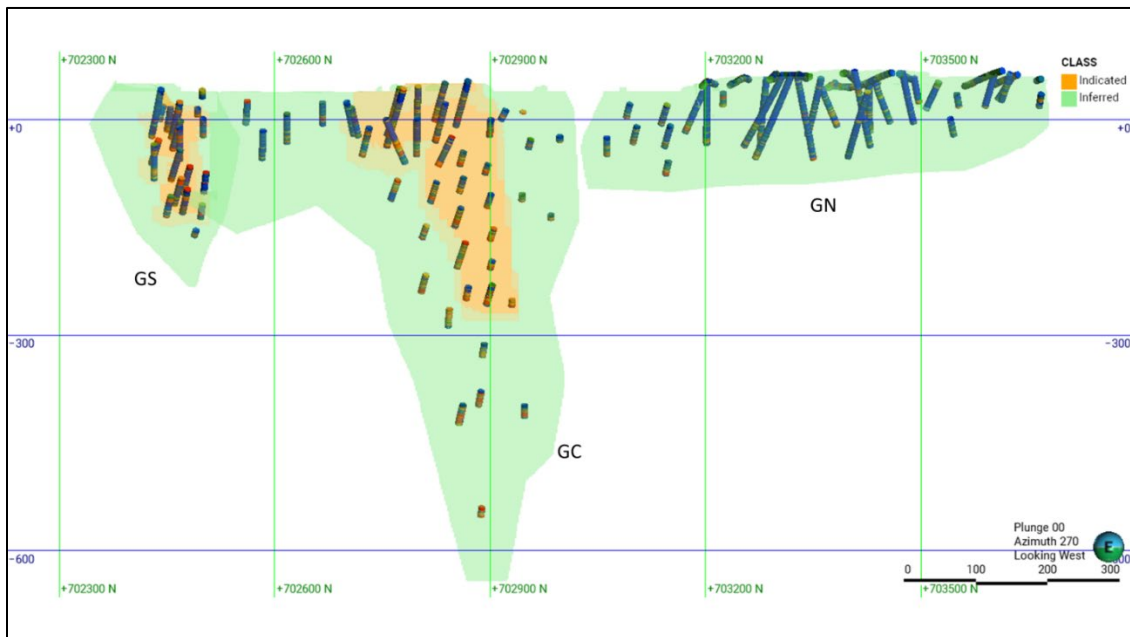 +702300 N
+702600 N
+702900 N
+703200 N
+703500 N
CLASS
Indicated
Inferred
+0
+0
GN
GS
-300
-300
GC
Plunge 00
Azimuth 270
Looking West
E
-600
0 100 200 300
+702300 N
+702600 N
+702900 N
+703200 N
+703500 N